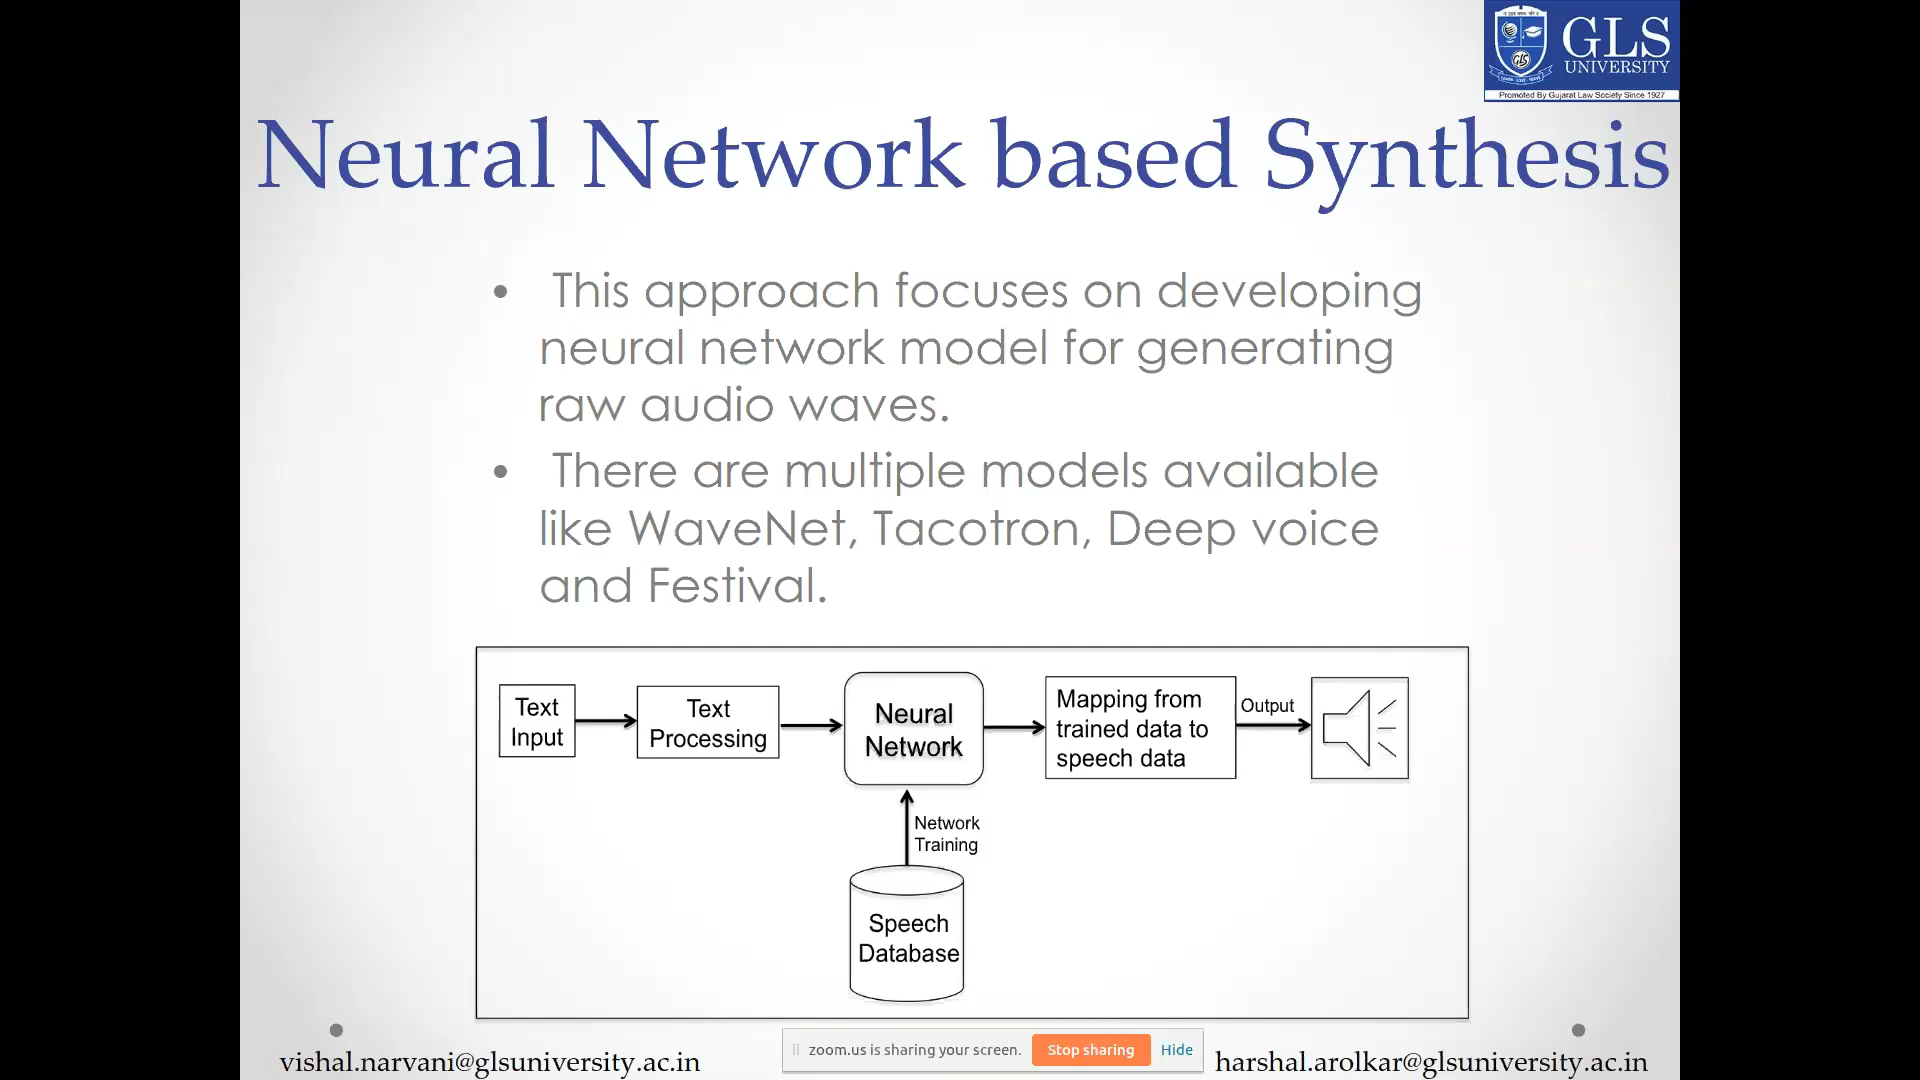 GLS
UNIVERSITY
Promoted By Gujarat Law Society Since 1927
Neural Network based Synthesis
• This approach focuses on developing
neural network model for generating
raw audio waves.
• There are multiple models available
like WaveNet, Tacotron, Deep voice
and Festival.
Text
Input
Text
Processing
Neural
Network
Mapping from
trained data to
speech data
Output
Network
Training
Speech
Database
vishal.narvani@glsuniversity.ac.in
zoom.us is sharing your screen.
Stop sharing
Hide
harshal.arolkar@glsuniversity.ac.in